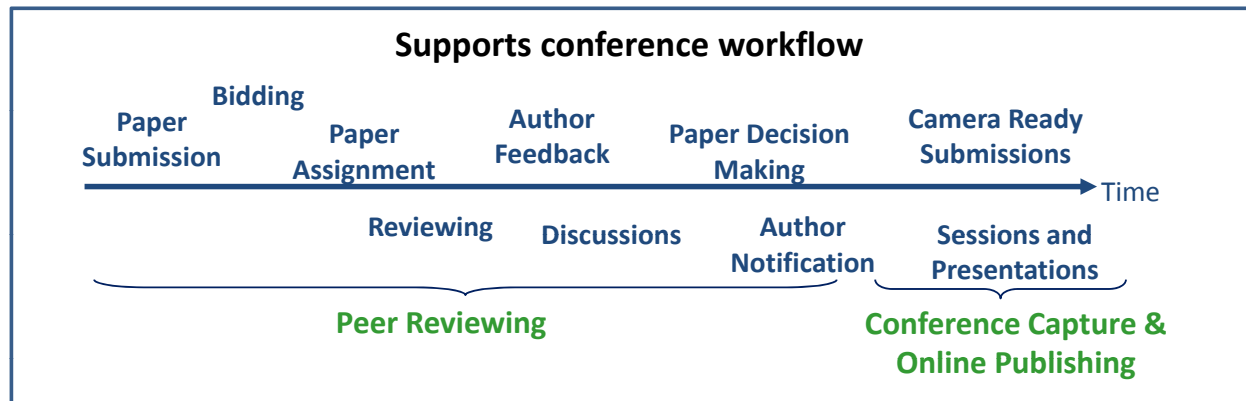 Supports conference workflow
Bidding
Paper
Submission
Paper
Assignment
Author
Feedback
Paper Decision
Making
Camera Ready
Submissions
Time
Reviewing
Discussions
Author
Notification
Sessions and
Presentations
Peer Reviewing
Conference Capture &
Online Publishing